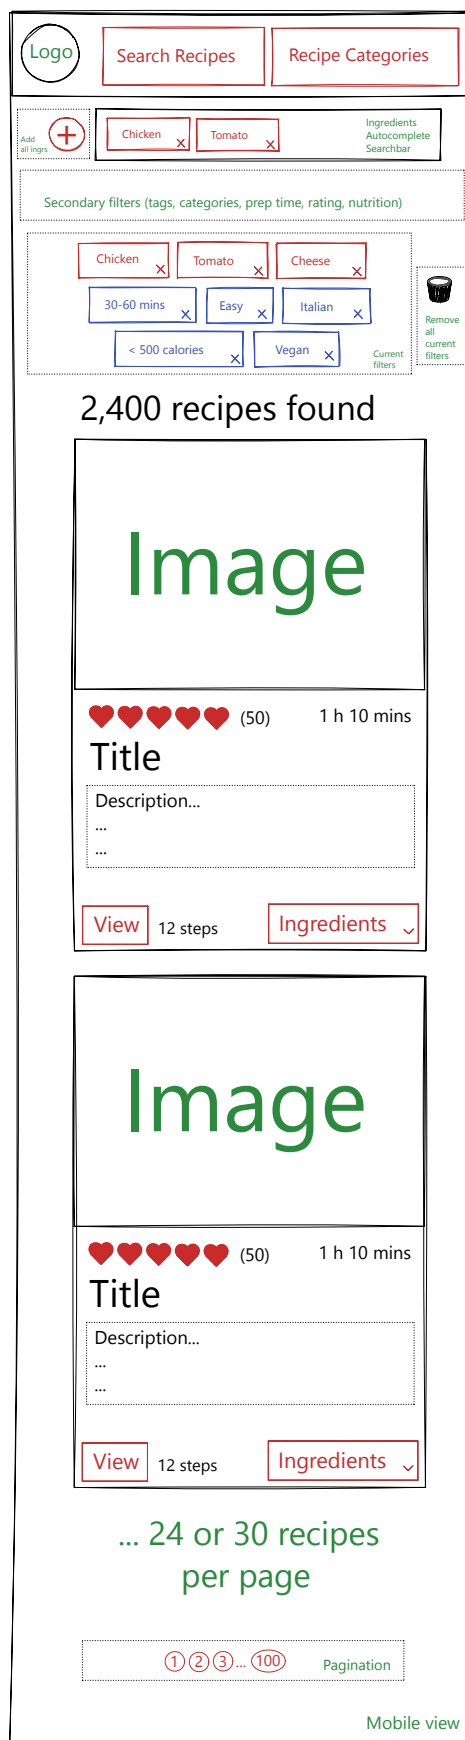 Logo
Search Recipes
Recipe Categories
Add
all ingrs
Chicken
Tomato
Ingredients
Autocomplete
Searchbar
Secondary filters (tags, categories, prep time, rating, nutrition)
Chicken
Tomato
Cheese
30-60 mins
Easy
Italian
< 500 calories
Vegan
Current
filters
Remove
all
current
filters
2,400 recipes found
Image
(50)
1 h 10 mins
Title
Description...
...
...
View
12 steps
Ingredients
Image
(50)
1 h 10 mins
Title
Description...
...
...
View
12 steps
Ingredients
... 24 or 30 recipes
per page
1 2 3 ... 100
Pagination
Mobile view